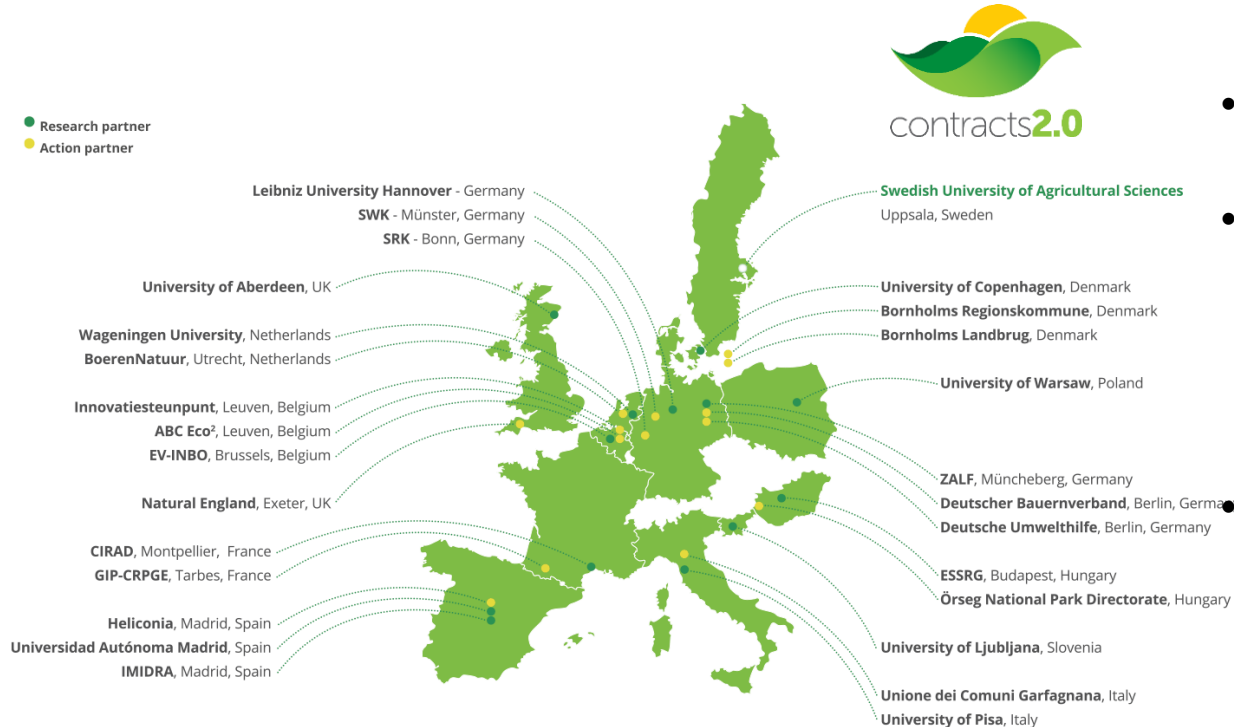 contracts2.0
Research partner
Action partner
Leibniz University Hannover - Germany
SWK - Münster, Germany
SRK - Bonn, Germany
University of Aberdeen, UK
Wageningen University, Netherlands
BoerenNatuur, Utrecht, Netherlands
Innovatiesteunpunt, Leuven, Belgium
ABC Eco², Leuven, Belgium
EV-INBO, Brussels, Belgium
Natural England, Exeter, UK
CIRAD, Montpellier, France
GIP-CRPGE, Tarbes, France
Heliconia, Madrid, Spain
Universidad Autónoma Madrid, Spain
IMIDRA, Madrid, Spain
Swedish University of Agricultural Sciences
Uppsala, Sweden
University of Copenhagen, Denmark
Bornholms Regionskommune, Denmark
Bornholms Landbrug, Denmark
University of Warsaw, Poland
ZALF, Müncheberg, Germany
Deutscher Bauernverband, Berlin, Germa
Deutsche Umwelthilfe, Berlin, Germany
ESSRG, Budapest, Hungary
Örseg National Park Directorate, Hungary
University of Ljubljana, Slovenia
Unione dei Comuni Garfagnana, Italy
University of Pisa, Italy